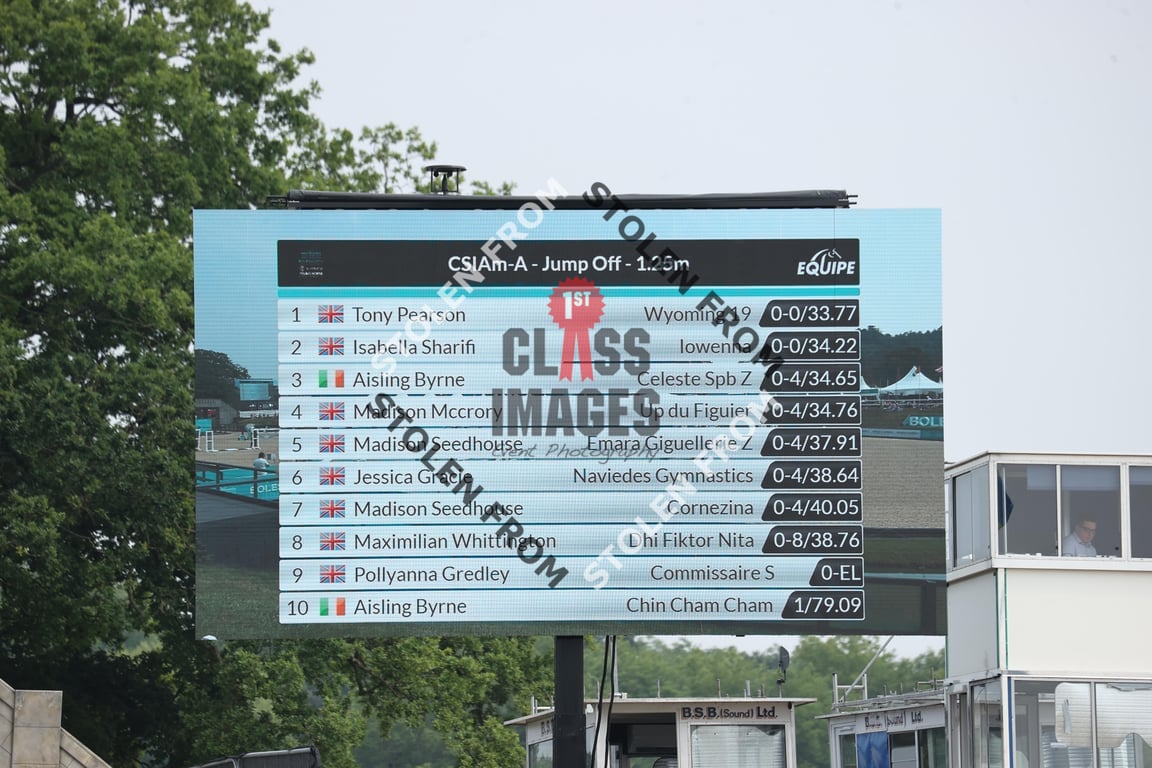 CSIAm-A - Jump Off - 1.25m
EQUIPE
1 Tony Pearson Wyoming 19 0-0/33.77
2 Isabella Sharifi Iowenna 0-0/34.22
3 Aisling Byrne Celeste Spb Z 0-4/34.65
4 Madison Mccrory Up du Figuier 0-4/34.76
5 Madison Seedhouse Emara Giguellerie Z 0-4/37.91
6 Jessica Gracie Naviedes Gymnastics 0-4/38.64
7 Madison Seedhouse Cornezina 0-4/40.05
8 Maximilian Whittington Dhi Fiktor Nita 0-8/38.76
9 Pollyanna Gredley Commissaire S 0-EL
10 Aisling Byrne Chin Cham Cham 1/79.09
STOLEN FROM
STOLEN FROM
1ST
CLASS
IMAGES
Event Photography
STOLEN FROM
STOLEN FROM
BOLE
BOLE
B.S.B. (Sound) Ltd.
B.S.B. (Sound) Ltd.